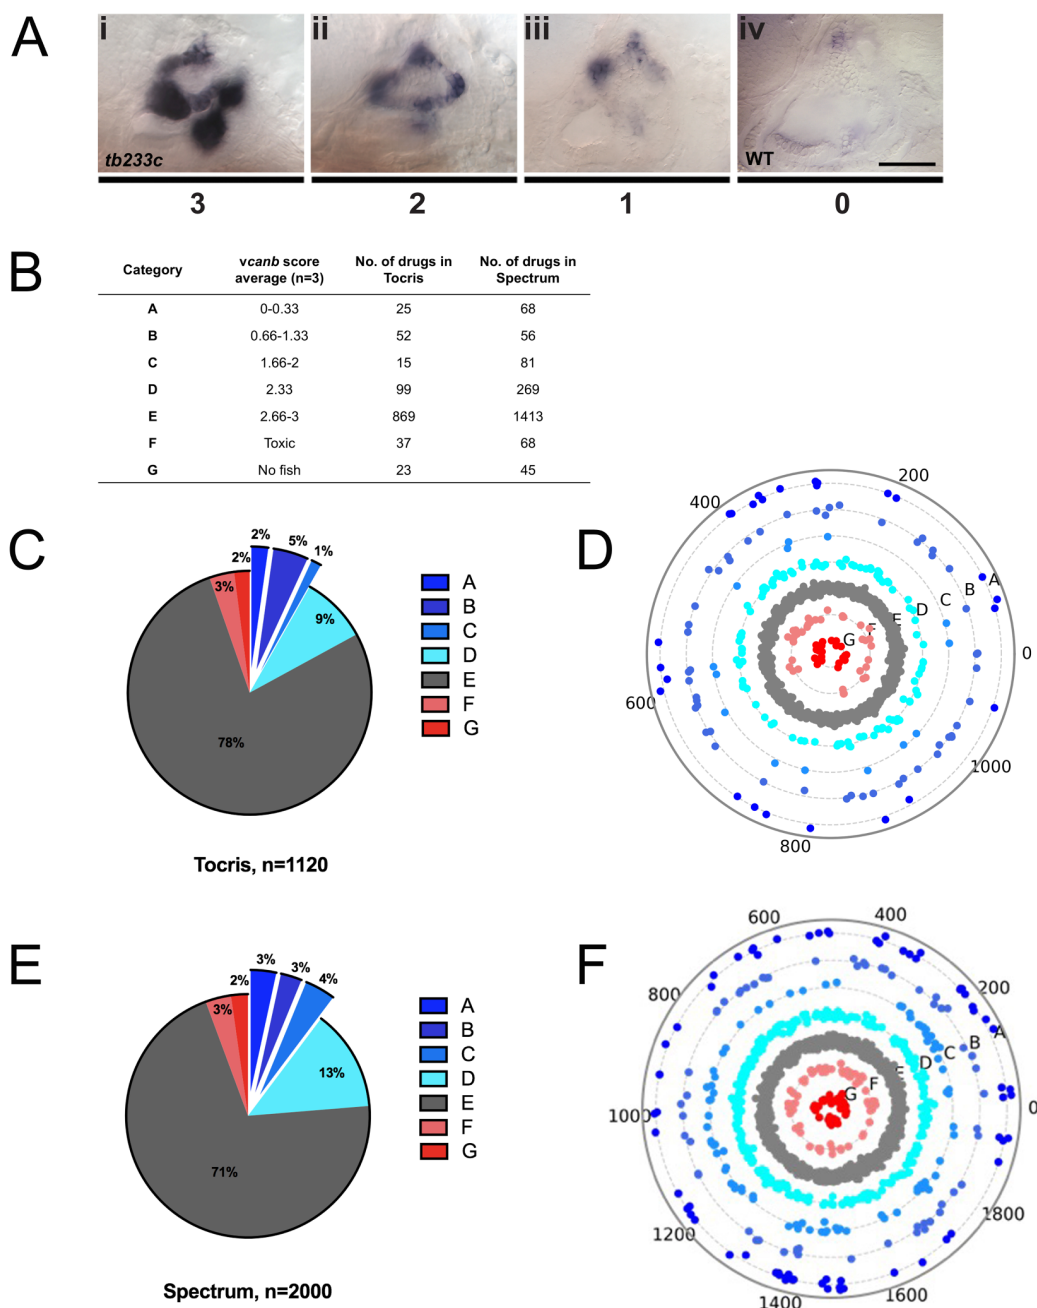 A
i
ii
iii
iv
tb233c
WT
3
2
1
0
B
Category
vcanb score average (n=3)
No. of drugs in Tocris
No. of drugs in Spectrum
A 0-0.33 25 68
B 0.66-1.33 52 56
C 1.66-2 15 81
D 2.33 99 269
E 2.66-3 869 1413
F Toxic 37 68
G No fish 23 45
C
2%
5%
1%
2%
3%
9%
78%
A
B
C
D
E
F
G
Tocris, n=1120
D
200
400
A
B
C
D
E
F
G
0
600
1000
800
E
3%
3%
4%
2%
3%
13%
71%
A
B
C
D
E
F
G
Spectrum, n=2000
F
600
400
800
200
A
B
C
D
E
F
G
1000
0
1200
1800
1400
1600